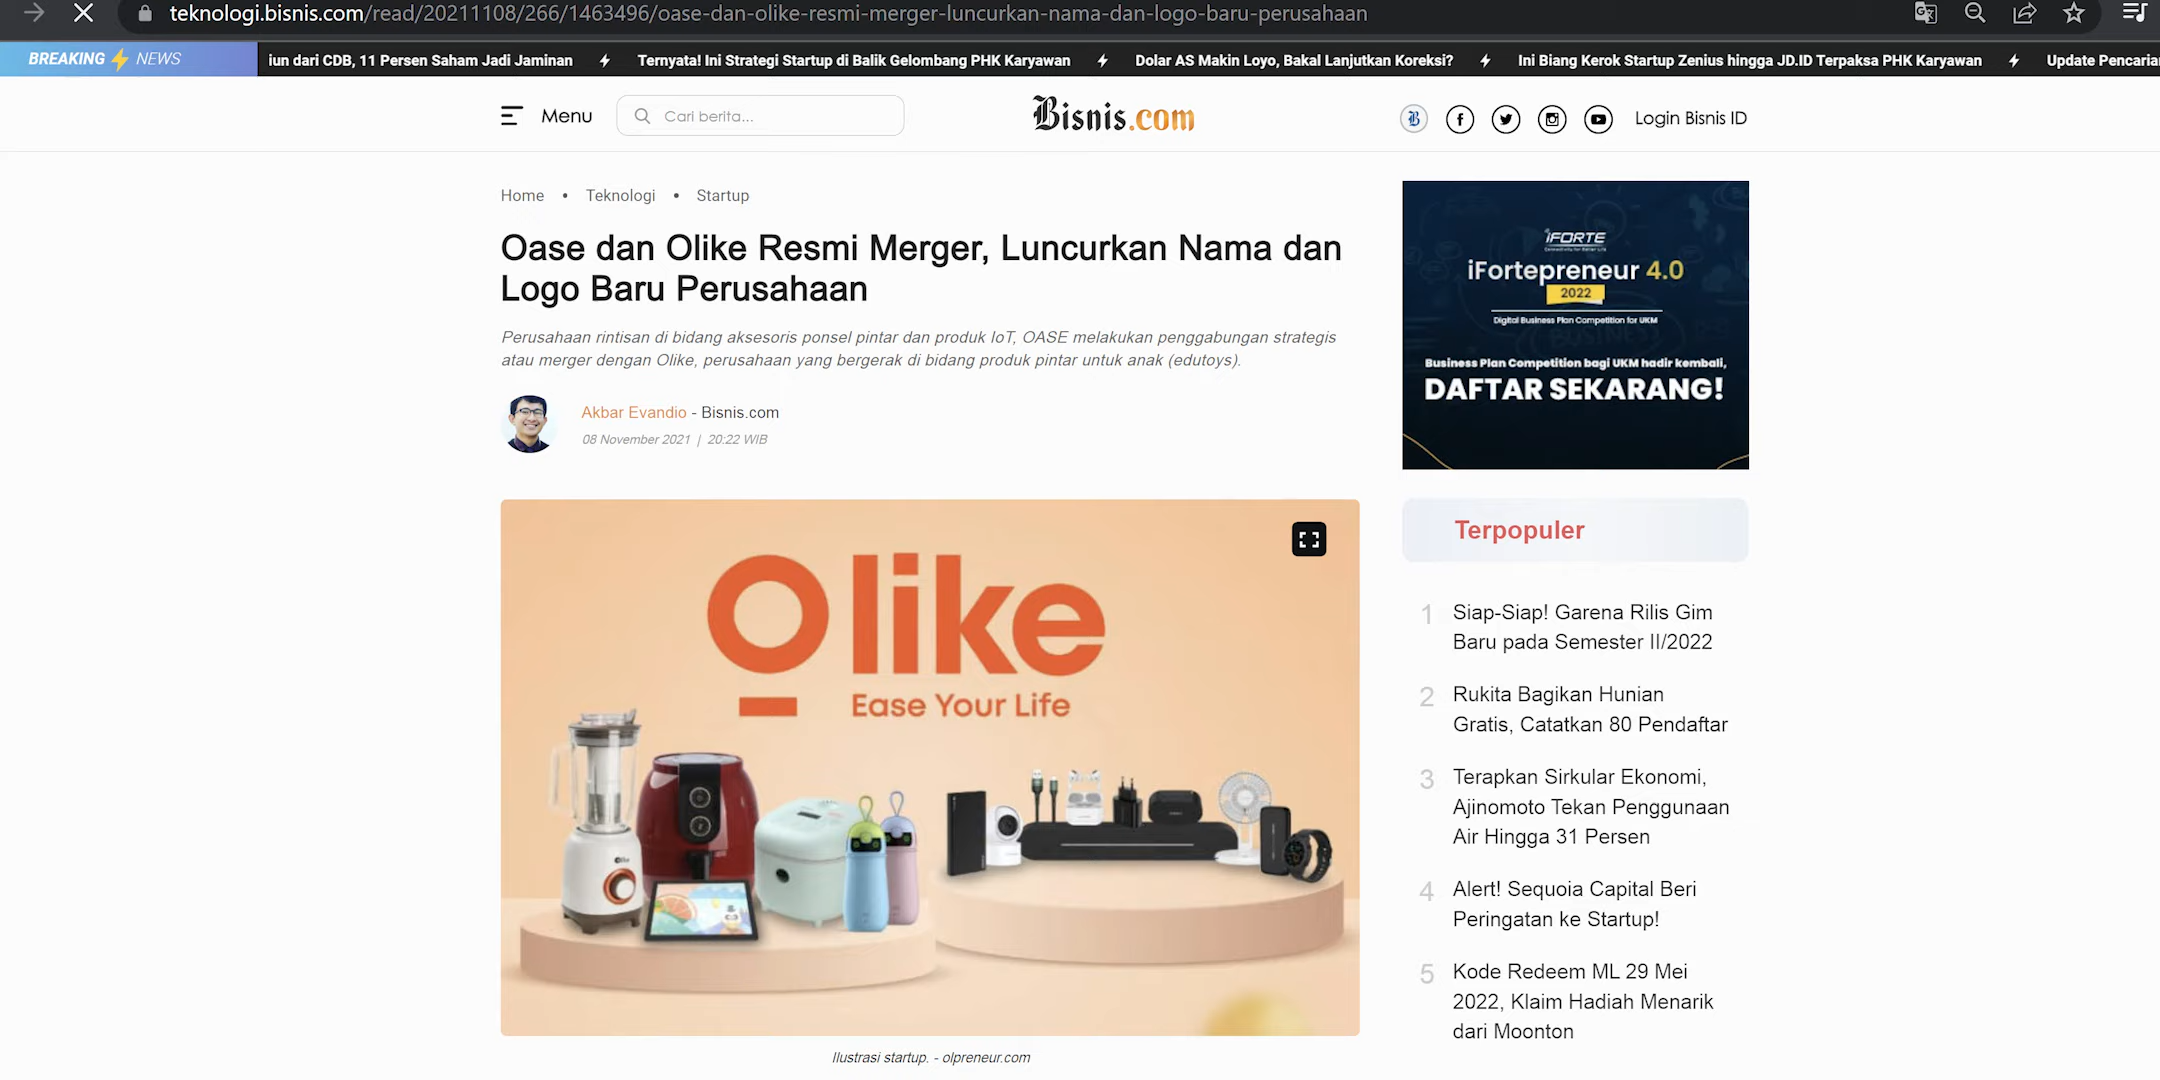 teknologi.bisnis.com/read/20211108/266/1463496/oase-dan-olike-resmi-merger-luncurkan-nama-dan-logo-baru-perusahaan
BREAKING NEWS
iun dari CDB, 11 Persen Saham Jadi Jaminan
Ternyata! Ini Strategi Startup di Balik Gelombang PHK Karyawan
Dolar AS Makin Loyo, Bakal Lanjutkan Koreksi?
Ini Biang Kerok Startup Zenius hingga JD.ID Terpaksa PHK Karyawan
Update Pencarian
Menu
Cari berita...
Bisnis.com
Login Bisnis ID
Home • Teknologi • Startup
Oase dan Olike Resmi Merger, Luncurkan Nama dan
Logo Baru Perusahaan
Perusahaan rintisan di bidang aksesoris ponsel pintar dan produk IoT, OASE melakukan penggabungan strategis
atau merger dengan Olike, perusahaan yang bergerak di bidang produk pintar untuk anak (edutoys).
Akbar Evandio - Bisnis.com
08 November 2021 | 20:22 WIB
Olike
Ease Your Life
Ilustrasi startup. - olpreneur.com
iFORTE
iFortepreneur 4.0
2022
Digital Business Plan Competition for UKM
Business Plan Competition bagi UKM hadir kembali,
DAFTAR SEKARANG!
Terpopuler
1 Siap-Siap! Garena Rilis Gim
Baru pada Semester II/2022
2 Rukita Bagikan Hunian
Gratis, Catatkan 80 Pendaftar
3 Terapkan Sirkular Ekonomi,
Ajinomoto Tekan Penggunaan
Air Hingga 31 Persen
4 Alert! Sequoia Capital Beri
Peringatan ke Startup!
5 Kode Redeem ML 29 Mei
2022, Klaim Hadiah Menarik
dari Moonton